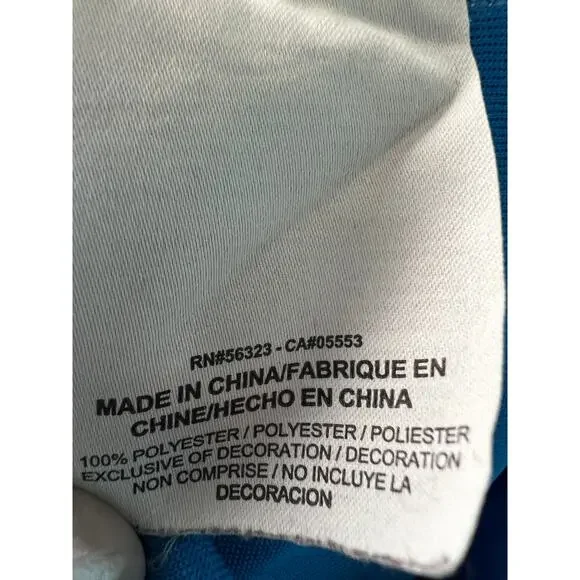 RN#56323 - CA#05553
MADE IN CHINA/FABRIQUE EN
CHINE/HECHO EN CHINA
100% POLYESTER / POLYESTER / POLIESTER
EXCLUSIVE OF DECORATION / DECORATION
NON COMPRISE / NO INCLUYE LA
DECORACION